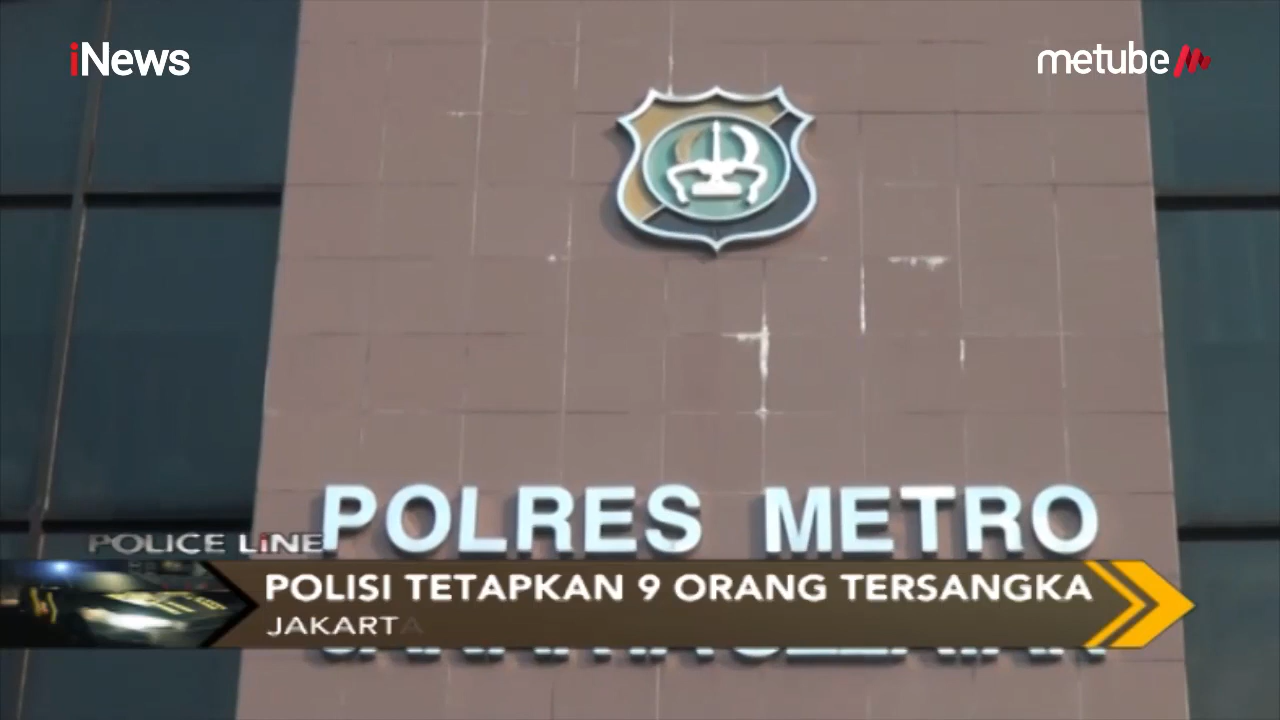 iNews
metube
POLRES METRO
POLICE LiNE
POLISI TETAPKAN 9 ORANG TERSANGKA
JAKARTA